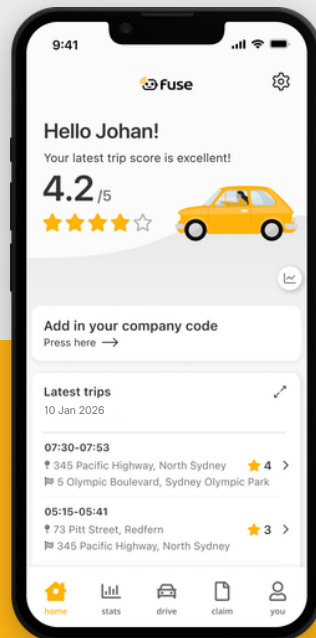 9:41
fuse
Hello Johan!
Your latest trip score is excellent!
4.2 /5
Add in your company code
Press here →
Latest trips
10 Jan 2026
07:30-07:53
345 Pacific Highway, North Sydney 4
5 Olympic Boulevard, Sydney Olympic Park
05:15-05:41
73 Pitt Street, Redfern 3
345 Pacific Highway, North Sydney
home stats drive claim you